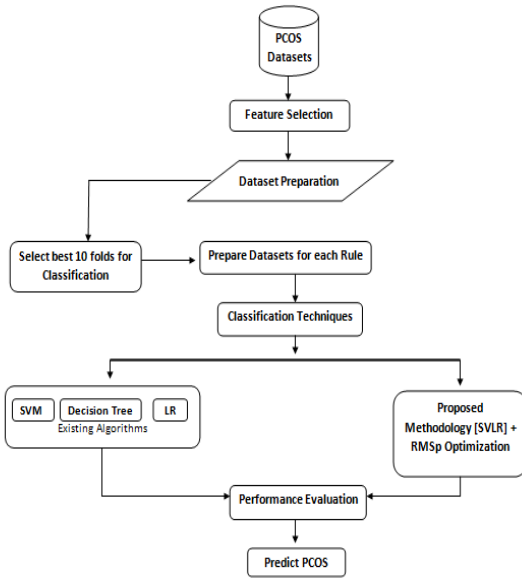 PCOS
Datasets
Feature Selection
Dataset Preparation
Select best 10 folds for
Classification
Prepare Datasets for each Rule
Classification Techniques
SVM
Decision Tree
LR
Existing Algorithms
Proposed
Methodology [SVLR] +
RMSp Optimization
Performance Evaluation
Predict PCOS